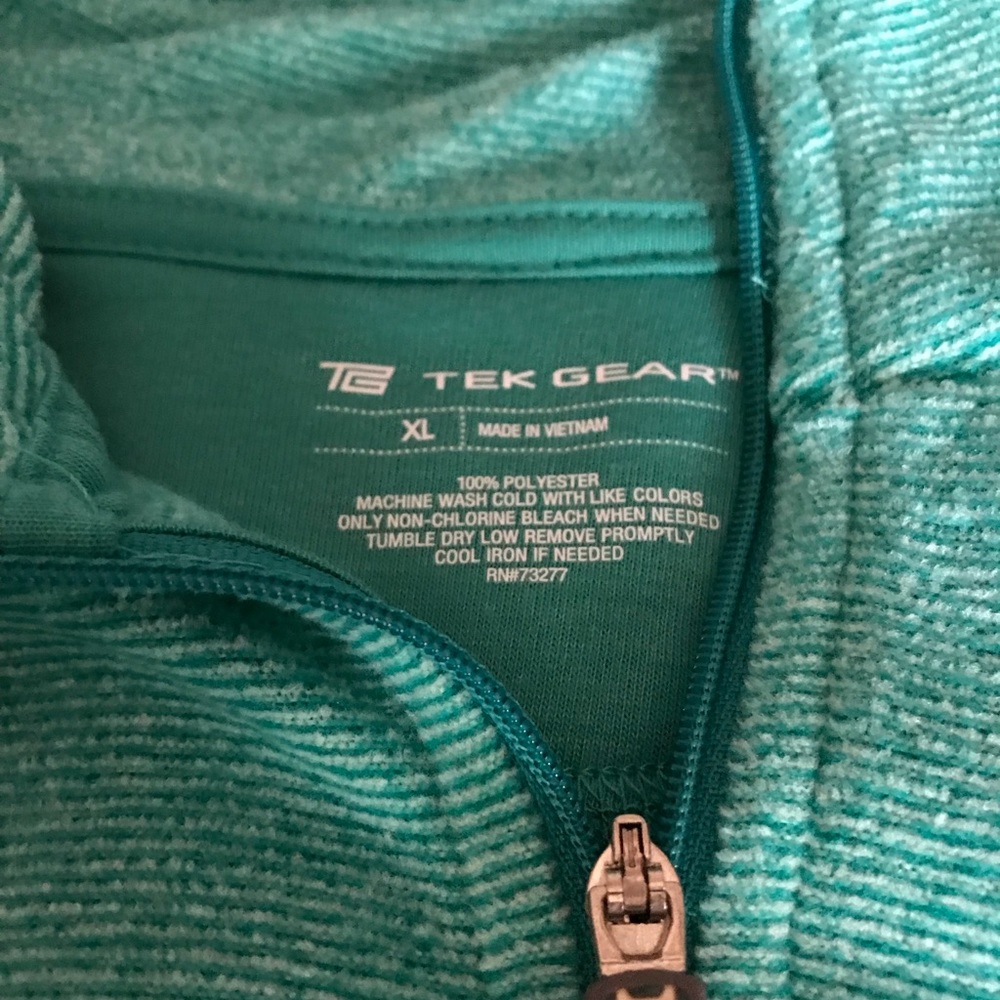 TG TEK GEAR™
XL MADE IN VIETNAM
100% POLYESTER
MACHINE WASH COLD WITH LIKE COLORS
ONLY NON-CHLORINE BLEACH WHEN NEEDED
TUMBLE DRY LOW REMOVE PROMPTLY
COOL IRON IF NEEDED
RN#73277